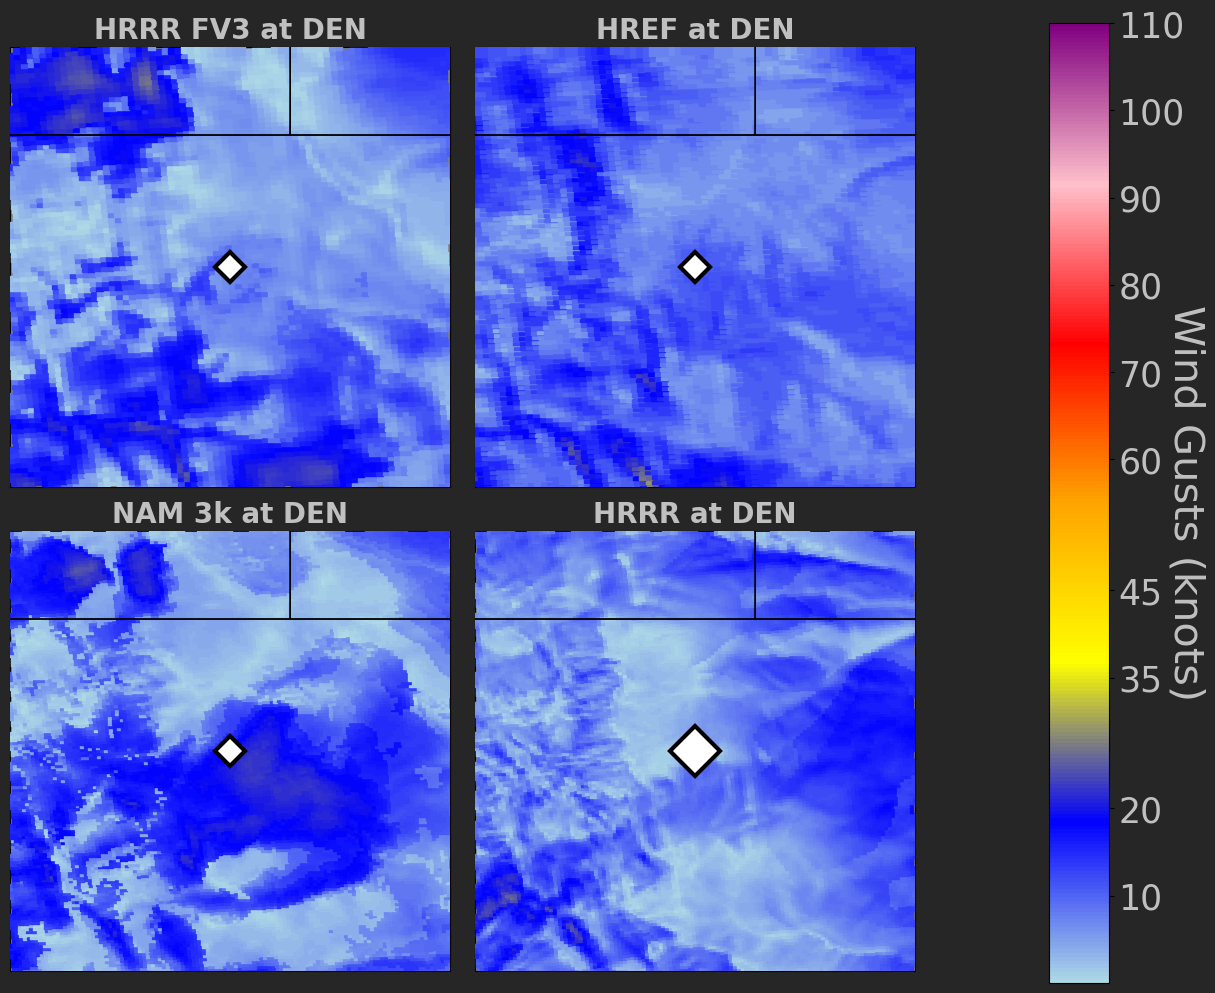 HRRR FV3 at DEN
HREF at DEN
NAM 3k at DEN
HRRR at DEN
110
100
90
80
70
60
45
35
20
10
Wind Gusts (knots)